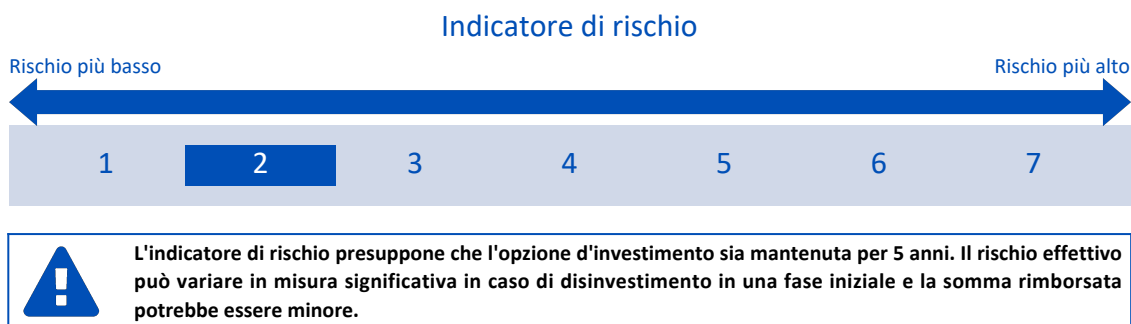 Indicatore di rischio
Rischio più basso
Rischio più alto
1 2 3 4 5 6 7
L'indicatore di rischio presuppone che l'opzione d'investimento sia mantenuta per 5 anni. Il rischio effettivo
può variare in misura significativa in caso di disinvestimento in una fase iniziale e la somma rimborsata
potrebbe essere minore.